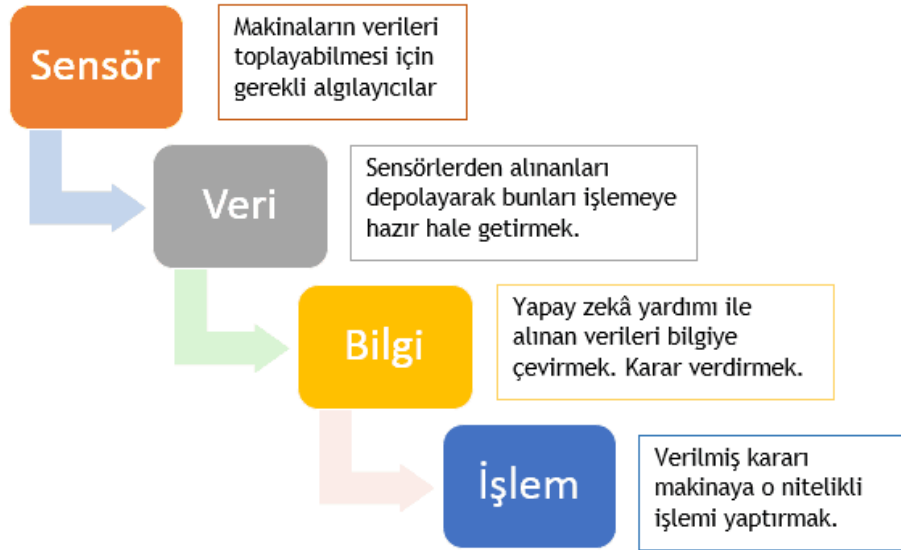 Sensör
Makinaların verileri
toplayabilmesi için
gerekli algılayıcılar
Veri
Sensörlerden alınanları
depolayarak bunları işlemeye
hazır hale getirmek.
Bilgi
Yapay zekâ yardımı ile
alınan verileri bilgiye
çevirmek. Karar verdirmek.
İşlem
Verilmiş kararı
makinaya o nitelikli
işlemi yaptırmak.